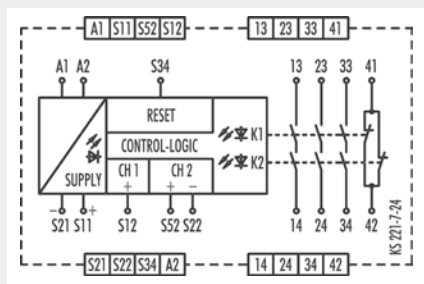 A1 S11 S52 S12 13 23 33 41
A1 A2 S34 13 23 33 41
RESET
CONTROL-LOGIC
K1
K2
SUPPLY
CH 1 CH 2
+ + −
− +
S21 S11 S12 S52 S22 14 24 34 42
S21 S22 S34 A2 14 24 34 42
KS 221-7-24